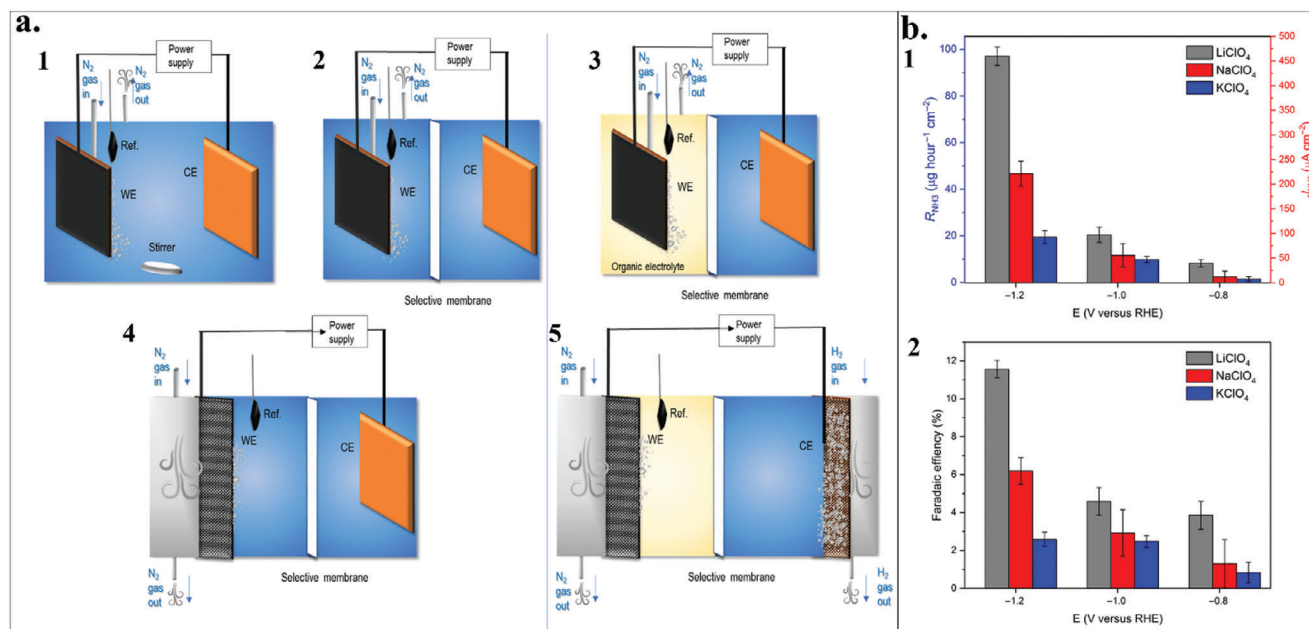 a.
1
Power
supply
N2
gas
in
N2
gas
out
Ref.
WE
CE
Stirrer
2
Power
supply
N2
gas
in
N2
gas
out
Ref.
WE
CE
Selective membrane
3
Power
supply
N2
gas
in
N2
gas
out
Ref.
WE
CE
Organic electrolyte
Selective membrane
4
Power
supply
N2
gas
in
Ref.
WE
CE
N2
gas
out
Selective membrane
5
Power
supply
N2
gas
in
H2
gas
in
Ref.
WE
CE
N2
gas
out
H2
gas
out
Selective membrane
b.
1
LiClO4
NaClO4
KClO4
RNH3 (μg hour−1 cm−2)
100
80
60
40
20
0
500
450
400
350
300
250
200
150
100
50
0
(μA cm−2)
−1.2
−1.0
−0.8
E (V versus RHE)
2
LiClO4
NaClO4
KClO4
Faradaic effiency (%)
12
10
8
6
4
2
0
−1.2
−1.0
−0.8
E (V versus RHE)